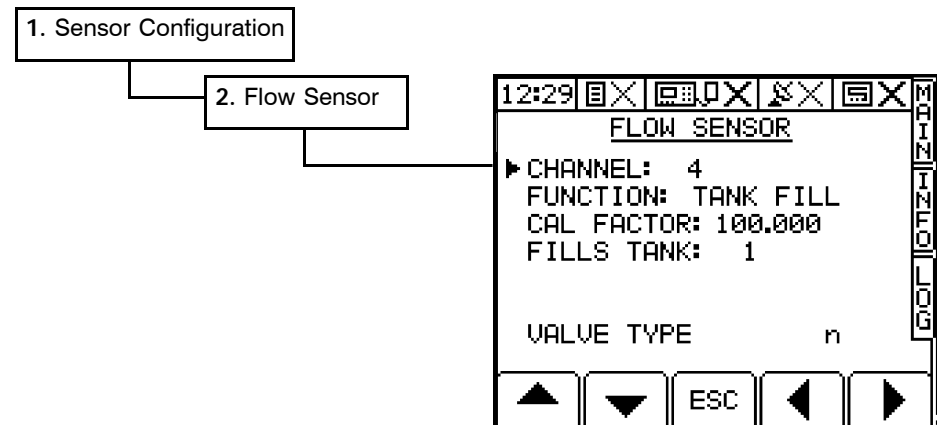 1. Sensor Configuration
2. Flow Sensor
12:29
FLOW SENSOR
CHANNEL: 4
FUNCTION: TANK FILL
CAL FACTOR: 100.000
FILLS TANK: 1
VALVE TYPE n
ESC
MAIN
INFO
LOG